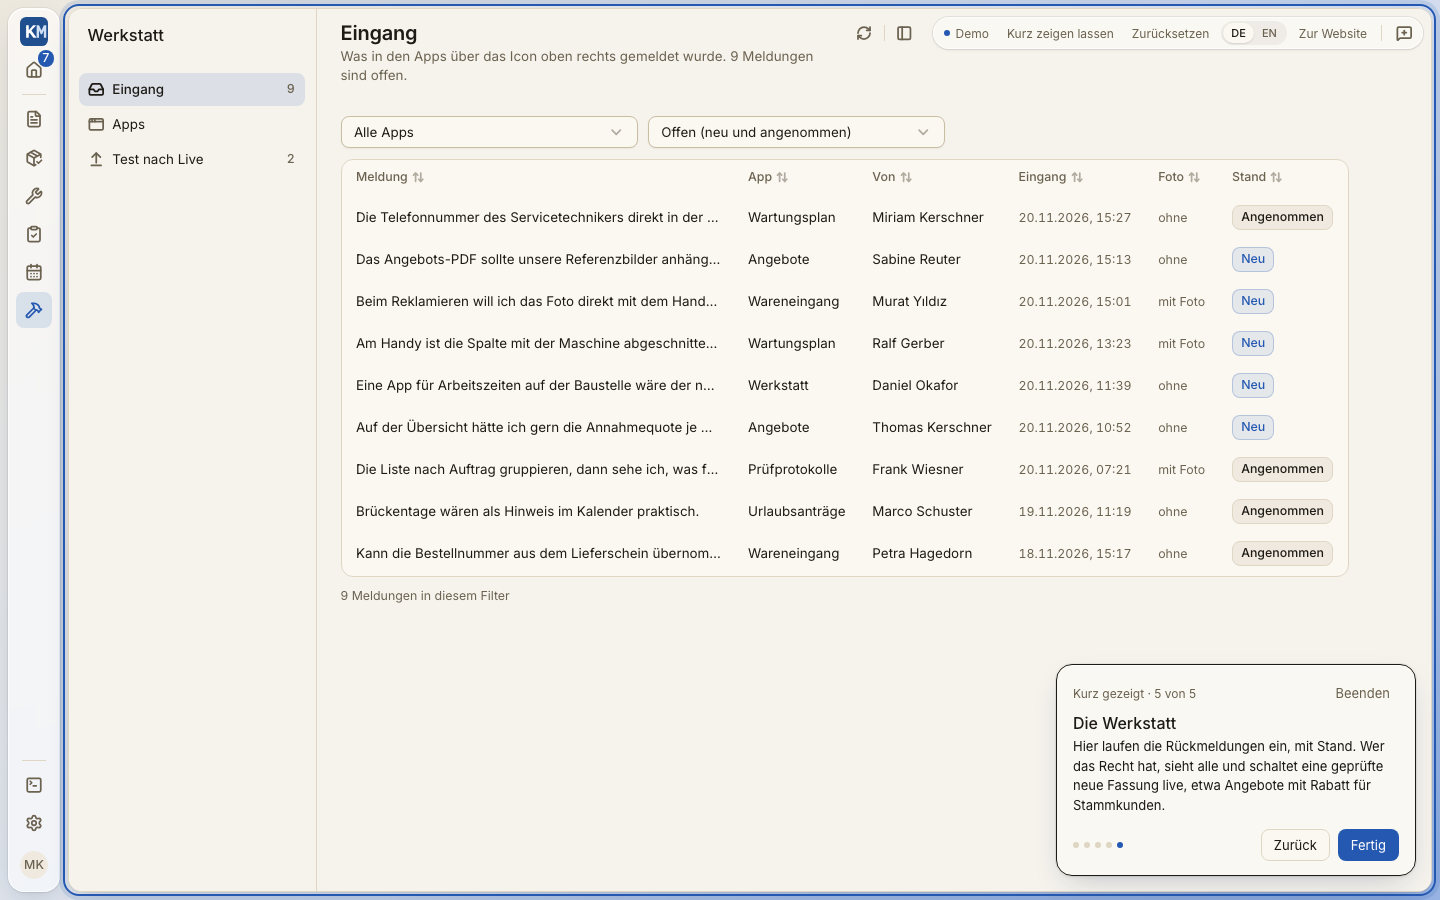 KM
7
Werkstatt
Eingang 9
Apps
Test nach Live 2
MK
Eingang
Was in den Apps über das Icon oben rechts gemeldet wurde. 9 Meldungen
sind offen.
Demo Kurz zeigen lassen Zurücksetzen DE EN Zur Website
Alle Apps Offen (neu und angenommen)
Meldung App Von Eingang Foto Stand
Die Telefonnummer des Servicetechnikers direkt in der ... Wartungsplan Miriam Kerschner 20.11.2026, 15:27 ohne Angenommen
Das Angebots-PDF sollte unsere Referenzbilder anhäng... Angebote Sabine Reuter 20.11.2026, 15:13 ohne Neu
Beim Reklamieren will ich das Foto direkt mit dem Hand... Wareneingang Murat Yıldız 20.11.2026, 15:01 mit Foto Neu
Am Handy ist die Spalte mit der Maschine abgeschnitte... Wartungsplan Ralf Gerber 20.11.2026, 13:23 mit Foto Neu
Eine App für Arbeitszeiten auf der Baustelle wäre der n... Werkstatt Daniel Okafor 20.11.2026, 11:39 ohne Neu
Auf der Übersicht hätte ich gern die Annahmequote je ... Angebote Thomas Kerschner 20.11.2026, 10:52 ohne Neu
Die Liste nach Auftrag gruppieren, dann sehe ich, was f... Prüfprotokolle Frank Wiesner 20.11.2026, 07:21 mit Foto Angenommen
Brückentage wären als Hinweis im Kalender praktisch. Urlaubsanträge Marco Schuster 19.11.2026, 11:19 ohne Angenommen
Kann die Bestellnummer aus dem Lieferschein übernom... Wareneingang Petra Hagedorn 18.11.2026, 15:17 ohne Angenommen
9 Meldungen in diesem Filter
Kurz gezeigt · 5 von 5 Beenden
Die Werkstatt
Hier laufen die Rückmeldungen ein, mit Stand. Wer
das Recht hat, sieht alle und schaltet eine geprüfte
neue Fassung live, etwa Angebote mit Rabatt für
Stammkunden.
Zurück Fertig